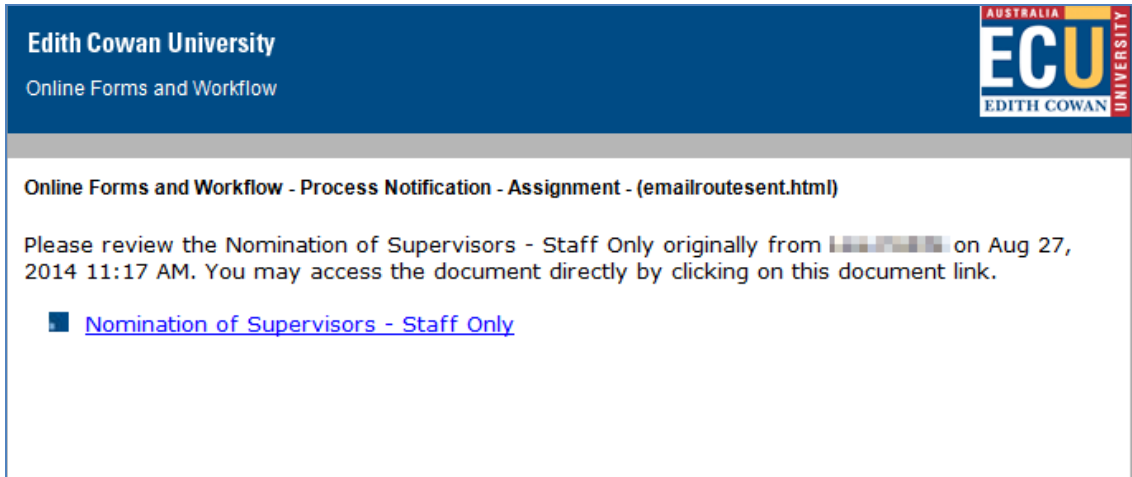 Edith Cowan University
Online Forms and Workflow
AUSTRALIA
ECU
EDITH COWAN
UNIVERSITY
Online Forms and Workflow - Process Notification - Assignment - (emailroutesent.html)
Please review the Nomination of Supervisors - Staff Only originally from on Aug 27,
2014 11:17 AM. You may access the document directly by clicking on this document link.
Nomination of Supervisors - Staff Only